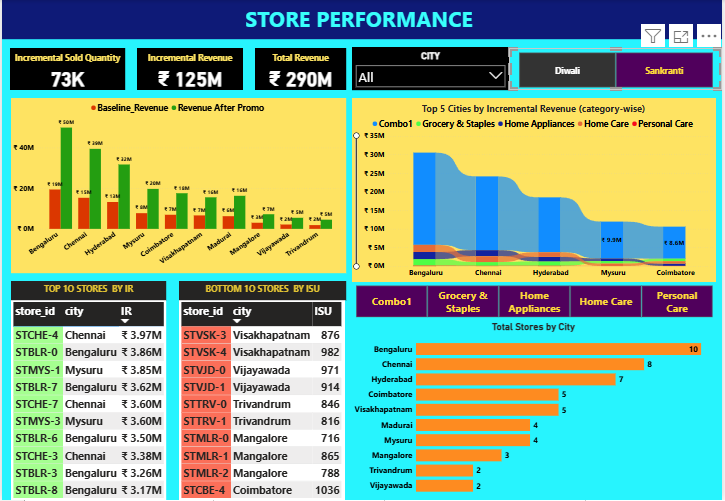 STORE PERFORMANCE
Incremental Sold Quantity
73K
Incremental Revenue
₹ 125M
Total Revenue
₹ 290M
CITY
All
Diwali
Sankranti
Baseline_Revenue Revenue After Promo
₹ 40M
₹ 20M
₹ 0M
₹ 19M ₹ 50M
₹ 15M ₹ 39M
₹ 13M ₹ 32M
₹ 8M ₹ 20M
₹ 7M ₹ 18M
₹ 7M ₹ 16M
₹ 6M ₹ 16M
₹ 3M ₹ 7M
₹ 2M ₹ 5M
₹ 2M ₹ 5M
Bengaluru
Chennai
Hyderabad
Mysuru
Coimbatore
Visakhapatnam
Madurai
Mangalore
Vijayawada
Trivandrum
Top 5 Cities by Incremental Revenue (category-wise)
Combo1 Grocery & Staples Home Appliances Home Care Personal Care
₹ 35M
₹ 30M
₹ 25M
₹ 20M
₹ 15M
₹ 10M
₹ 5M
₹ 0M
₹ 9.9M
₹ 8.6M
Bengaluru Chennai Hyderabad Mysuru Coimbatore
TOP 10 STORES BY IR
store_id city IR
STCHE-4 Chennai ₹ 3.97M
STBLR-0 Bengaluru ₹ 3.86M
STMYS-1 Mysuru ₹ 3.85M
STBLR-7 Bengaluru ₹ 3.62M
STCHE-7 Chennai ₹ 3.60M
STMYS-3 Mysuru ₹ 3.60M
STBLR-6 Bengaluru ₹ 3.50M
STCHE-3 Chennai ₹ 3.38M
STBLR-3 Bengaluru ₹ 3.26M
STBLR-8 Bengaluru ₹ 3.17M
BOTTOM 10 STORES BY ISU
store_id city ISU
STVSK-3 Visakhapatnam 876
STVSK-4 Visakhapatnam 982
STVJD-0 Vijayawada 971
STVJD-1 Vijayawada 914
STTRV-0 Trivandrum 846
STTRV-1 Trivandrum 816
STMLR-0 Mangalore 716
STMLR-1 Mangalore 865
STMLR-2 Mangalore 788
STCBE-4 Coimbatore 1036
Combo1
Grocery &
Staples
Home
Appliances
Home Care
Personal
Care
Total Stores by City
Bengaluru 10
Chennai 8
Hyderabad 7
Coimbatore 5
Visakhapatnam 5
Madurai 4
Mysuru 4
Mangalore 3
Trivandrum 2
Vijayawada 2